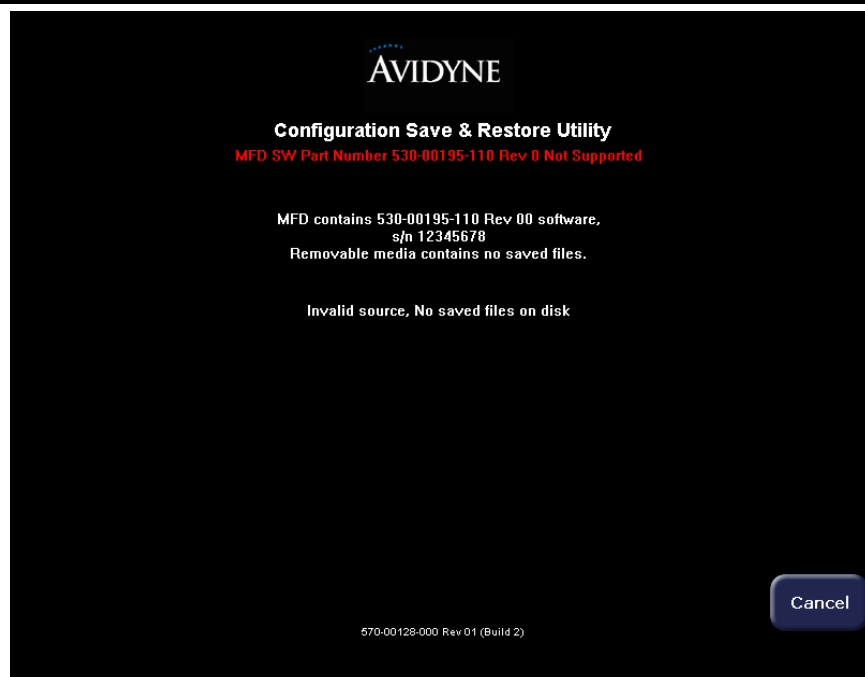 AVIDYNE
Configuration Save & Restore Utility
MFD SW Part Number 530-00195-110 Rev 0 Not Supported
MFD contains 530-00195-110 Rev 00 software,
s/n 12345678
Removable media contains no saved files.
Invalid source, No saved files on disk
Cancel
570-00128-000 Rev 01 (Build 2)